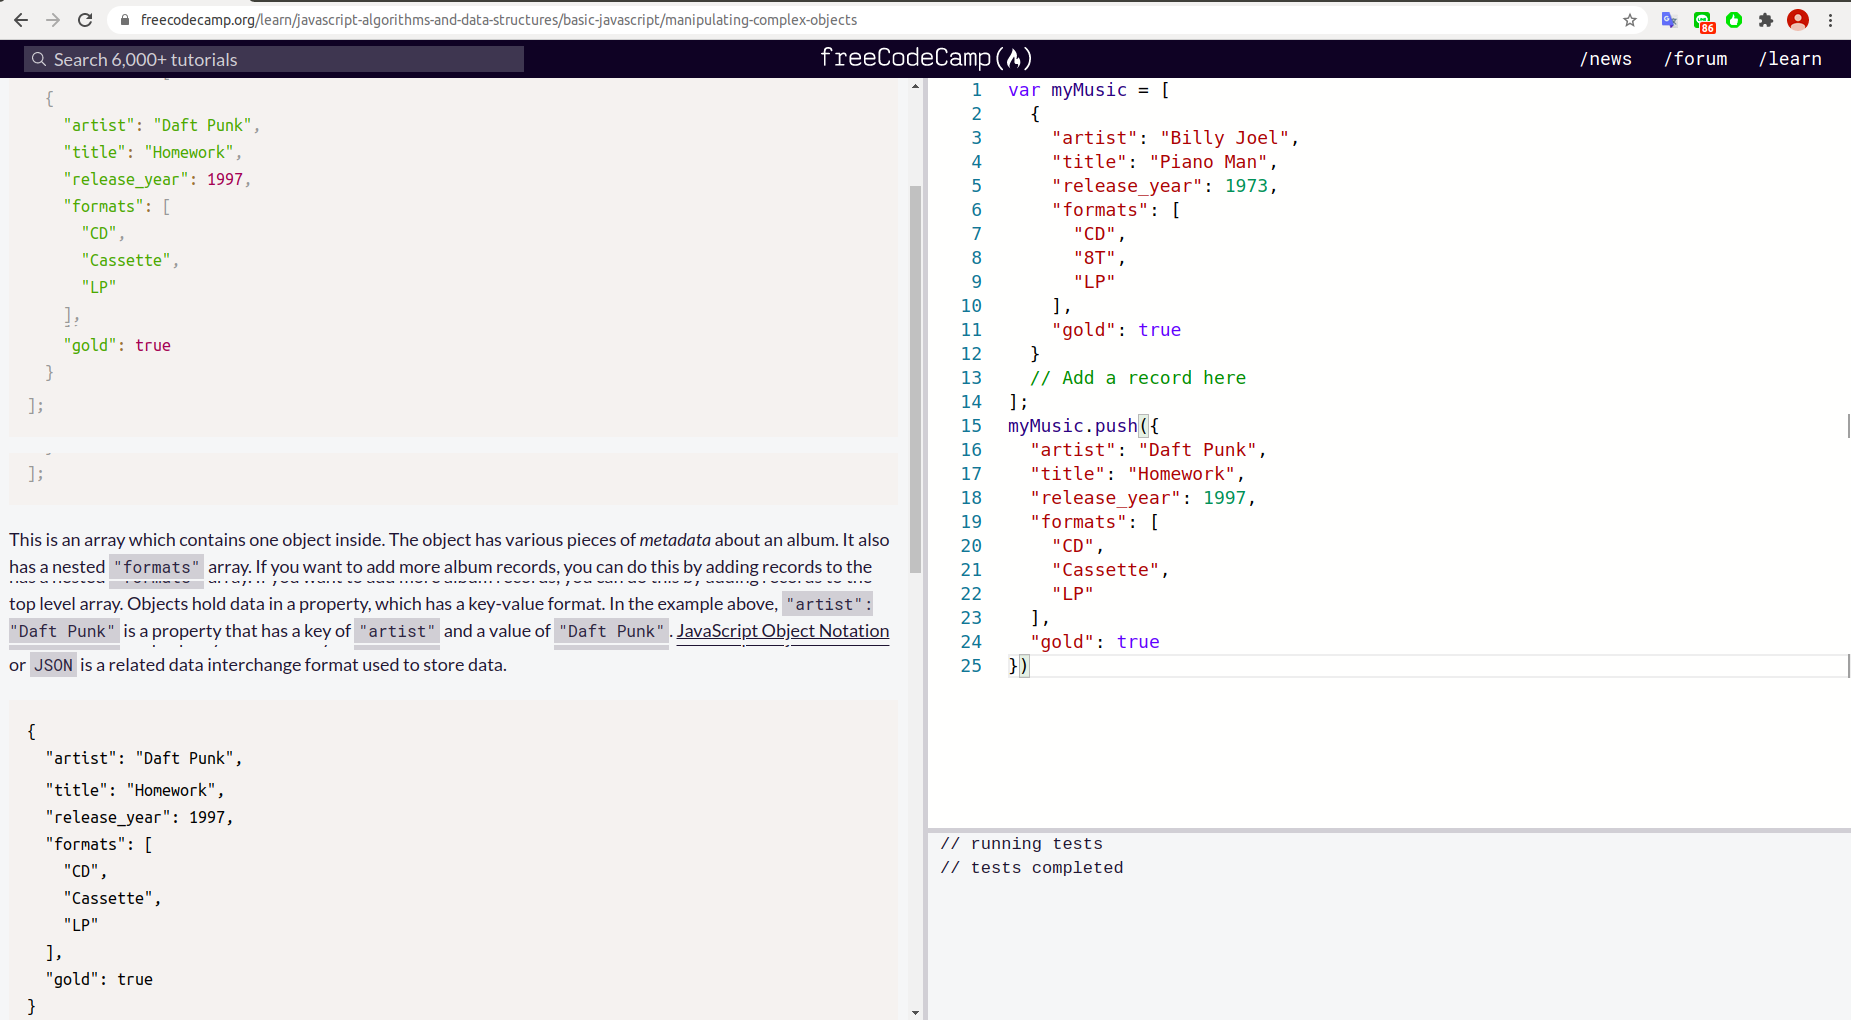 freecodecamp.org/learn/javascript-algorithms-and-data-structures/basic-javascript/manipulating-complex-objects
86
Search 6,000+ tutorials
freeCodeCamp
/news
/forum
/learn
{
"artist": "Daft Punk",
"title": "Homework",
"release_year": 1997,
"formats": [
"CD",
"Cassette",
"LP"
],
"gold": true
}
];
];
This is an array which contains one object inside. The object has various pieces of metadata about an album. It also
has a nested "formats" array. If you want to add more album records, you can do this by adding records to the
top level array. Objects hold data in a property, which has a key-value format. In the example above, "artist":
"Daft Punk" is a property that has a key of "artist" and a value of "Daft Punk". JavaScript Object Notation
or JSON is a related data interchange format used to store data.
{
"artist": "Daft Punk",
"title": "Homework",
"release_year": 1997,
"formats": [
"CD",
"Cassette",
"LP"
],
"gold": true
}
1 var myMusic = [
2 {
3 "artist": "Billy Joel",
4 "title": "Piano Man",
5 "release_year": 1973,
6 "formats": [
7 "CD",
8 "8T",
9 "LP"
10 ],
11 "gold": true
12 }
13 // Add a record here
14 ];
15 myMusic.push({
16 "artist": "Daft Punk",
17 "title": "Homework",
18 "release_year": 1997,
19 "formats": [
20 "CD",
21 "Cassette",
22 "LP"
23 ],
24 "gold": true
25 })
// running tests
// tests completed